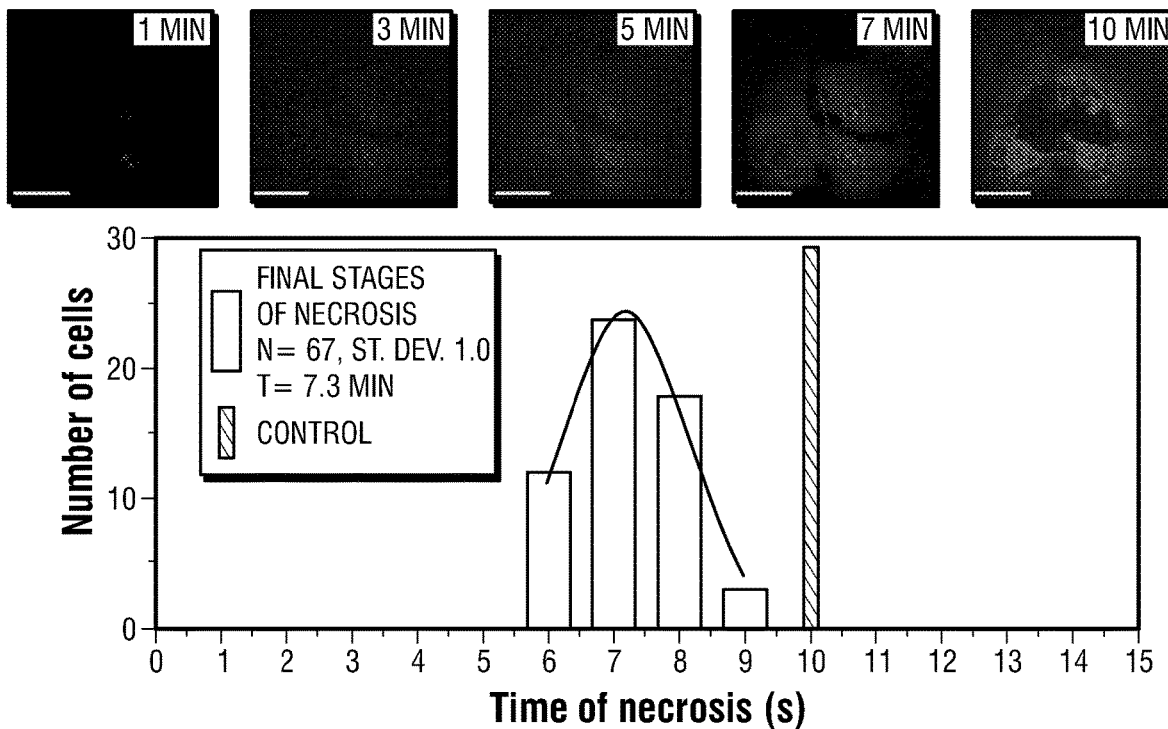 1 MIN
3 MIN
5 MIN
7 MIN
10 MIN
30
20
10
0
Number of cells
FINAL STAGES
OF NECROSIS
N= 67, ST. DEV. 1.0
T= 7.3 MIN
CONTROL
0 1 2 3 4 5 6 7 8 9 10 11 12 13 14 15
Time of necrosis (s)